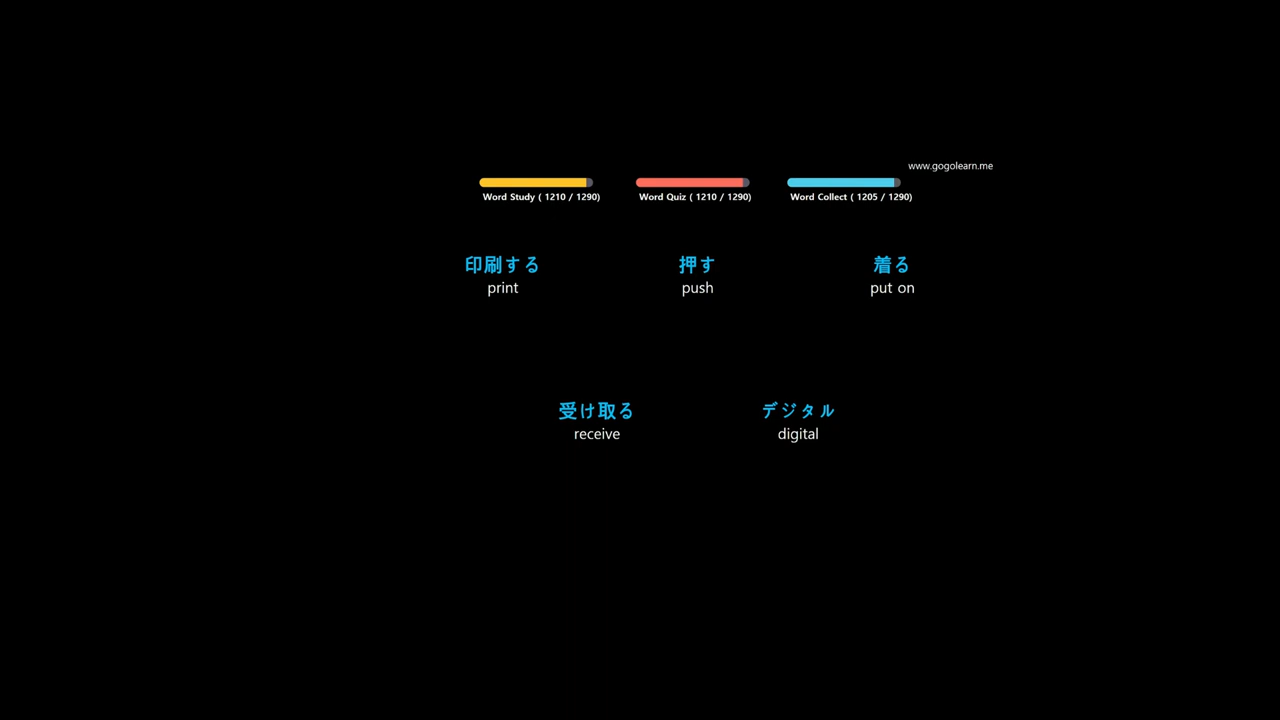 www.gogolearn.me
Word Study ( 1210 / 1290)
Word Quiz ( 1210 / 1290)
Word Collect ( 1205 / 1290)
印刷する
print
押す
push
着る
put on
受け取る
receive
デジタル
digital